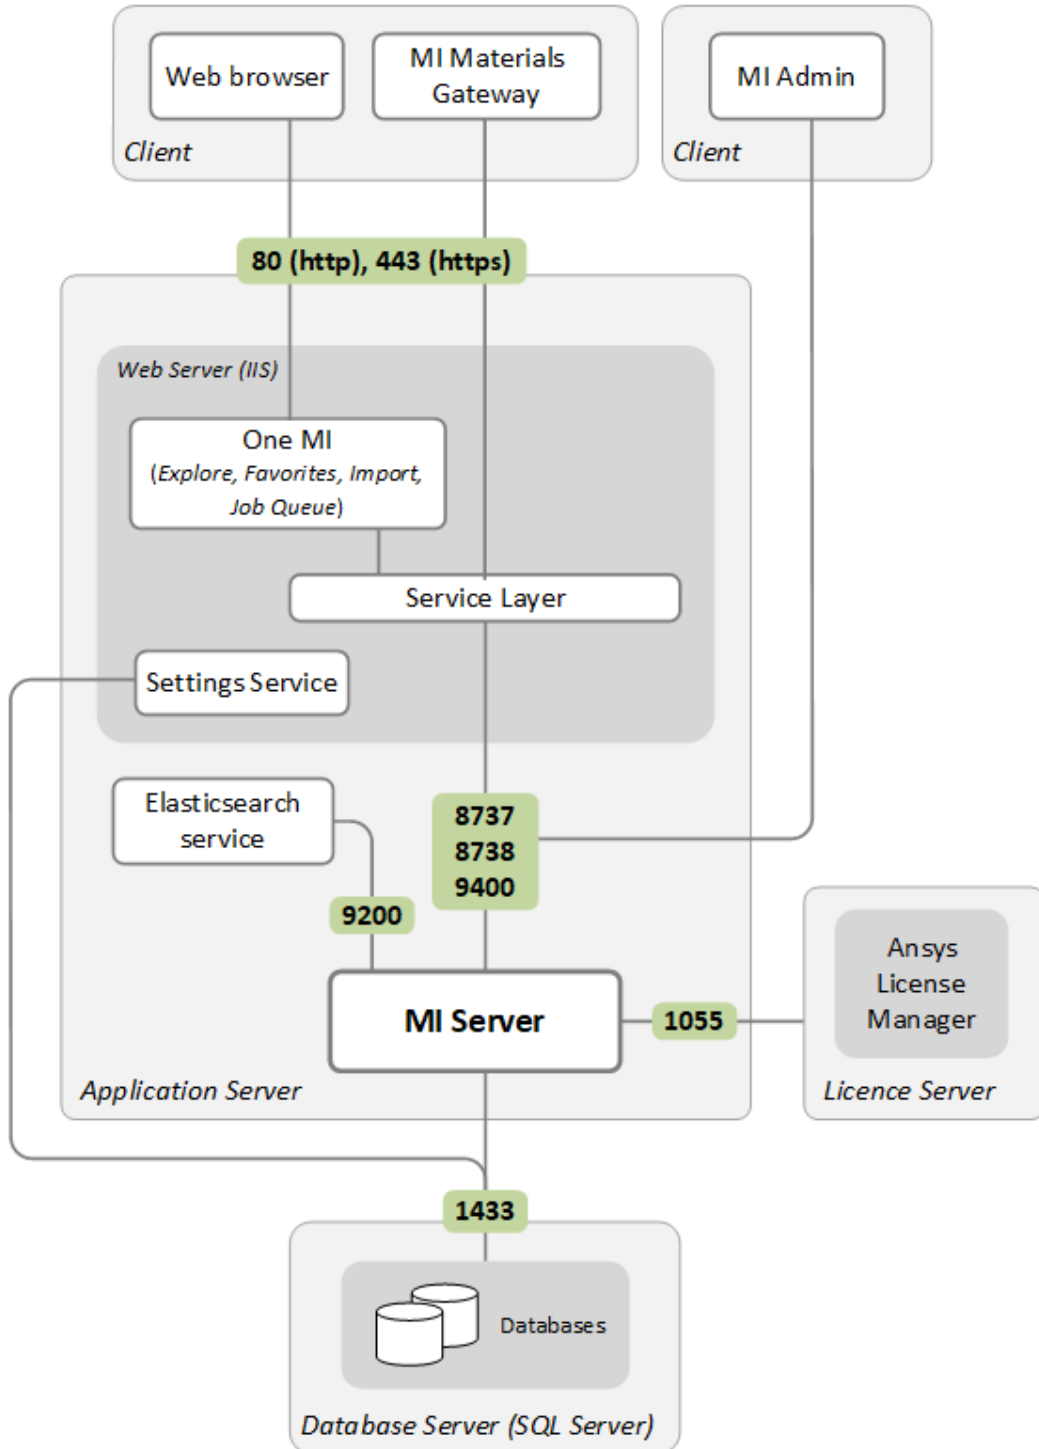 Web browser
MI Materials
Gateway
Client
MI Admin
Client
80 (http), 443 (https)
Web Server (IIS)
One MI
(Explore, Favorites, Import,
Job Queue)
Service Layer
Settings Service
Elasticsearch
service
8737
8738
9400
9200
MI Server
1055
Application Server
Ansys
License
Manager
Licence Server
1433
Databases
Database Server (SQL Server)